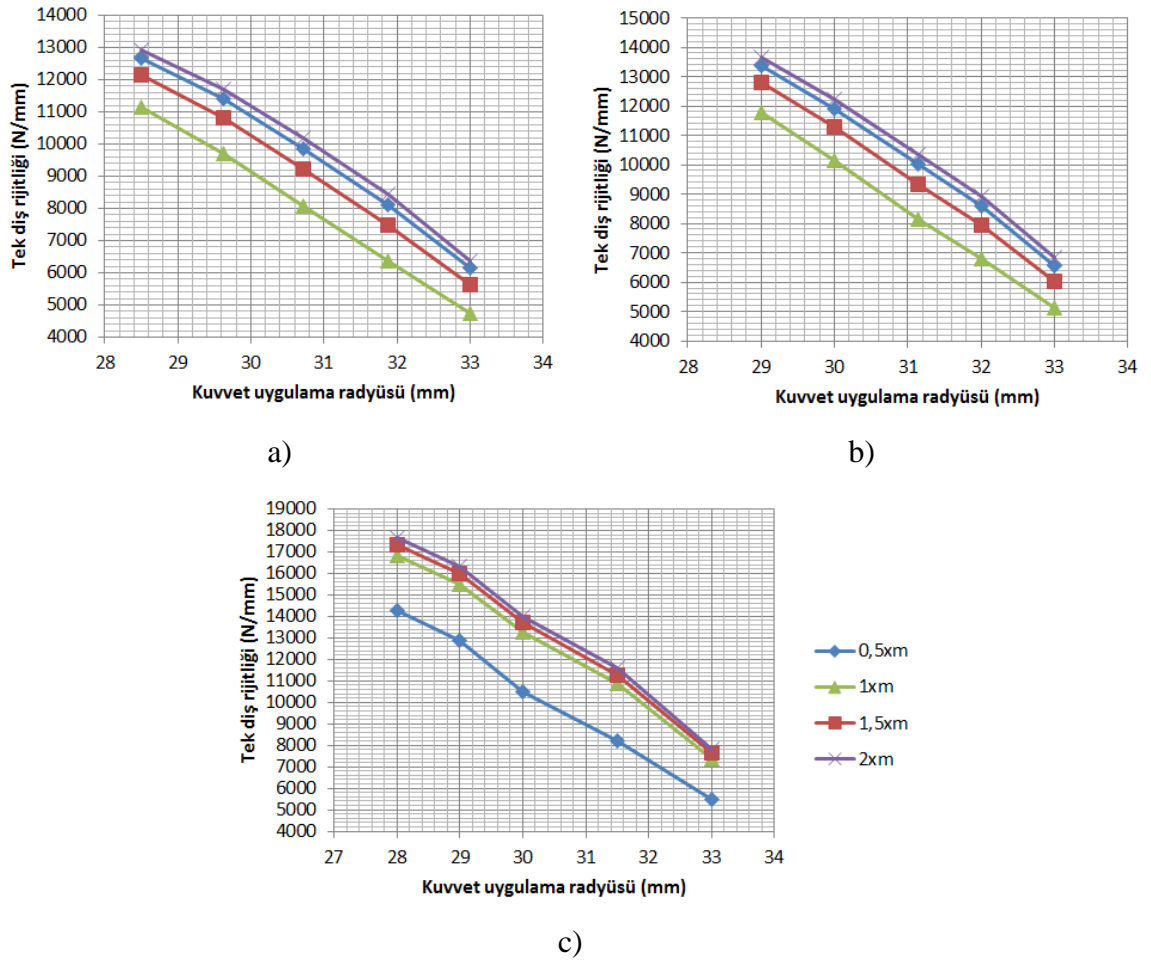 14000
13000
12000
11000
10000
9000
8000
7000
6000
5000
4000
Tek diş rijitliği (N/mm)
28 29 30 31 32 33 34
Kuvvet uygulama radyüsü (mm)
a)
15000
14000
13000
12000
11000
10000
9000
8000
7000
6000
5000
4000
Tek diş rijitliği (N/mm)
28 29 30 31 32 33 34
Kuvvet uygulama radyüsü (mm)
b)
19000
18000
17000
16000
15000
14000
13000
12000
11000
10000
9000
8000
7000
6000
5000
4000
Tek diş rijitliği (N/mm)
27 28 29 30 31 32 33 34
Kuvvet uygulama radyüsü (mm)
0,5xm
1xm
1,5xm
2xm
c)